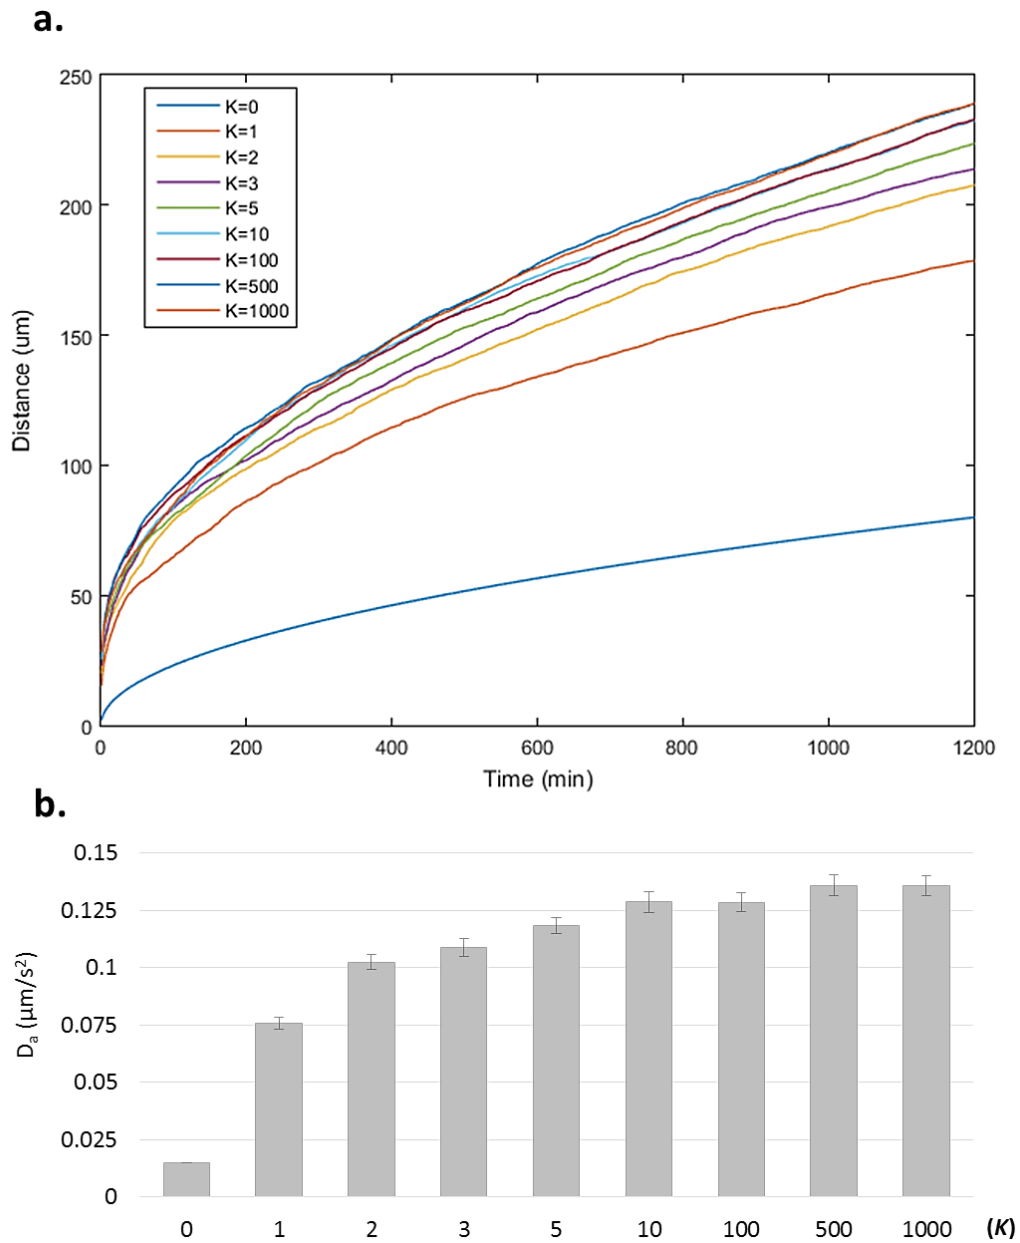 a.
250
200
150
100
50
0
Distance (um)
K=0
K=1
K=2
K=3
K=5
K=10
K=100
K=500
K=1000
0 200 400 600 800 1000 1200
Time (min)
b.
0.15
0.125
0.1
0.075
0.05
0.025
0
Da (μm/s²)
0 1 2 3 5 10 100 500 1000 (K)